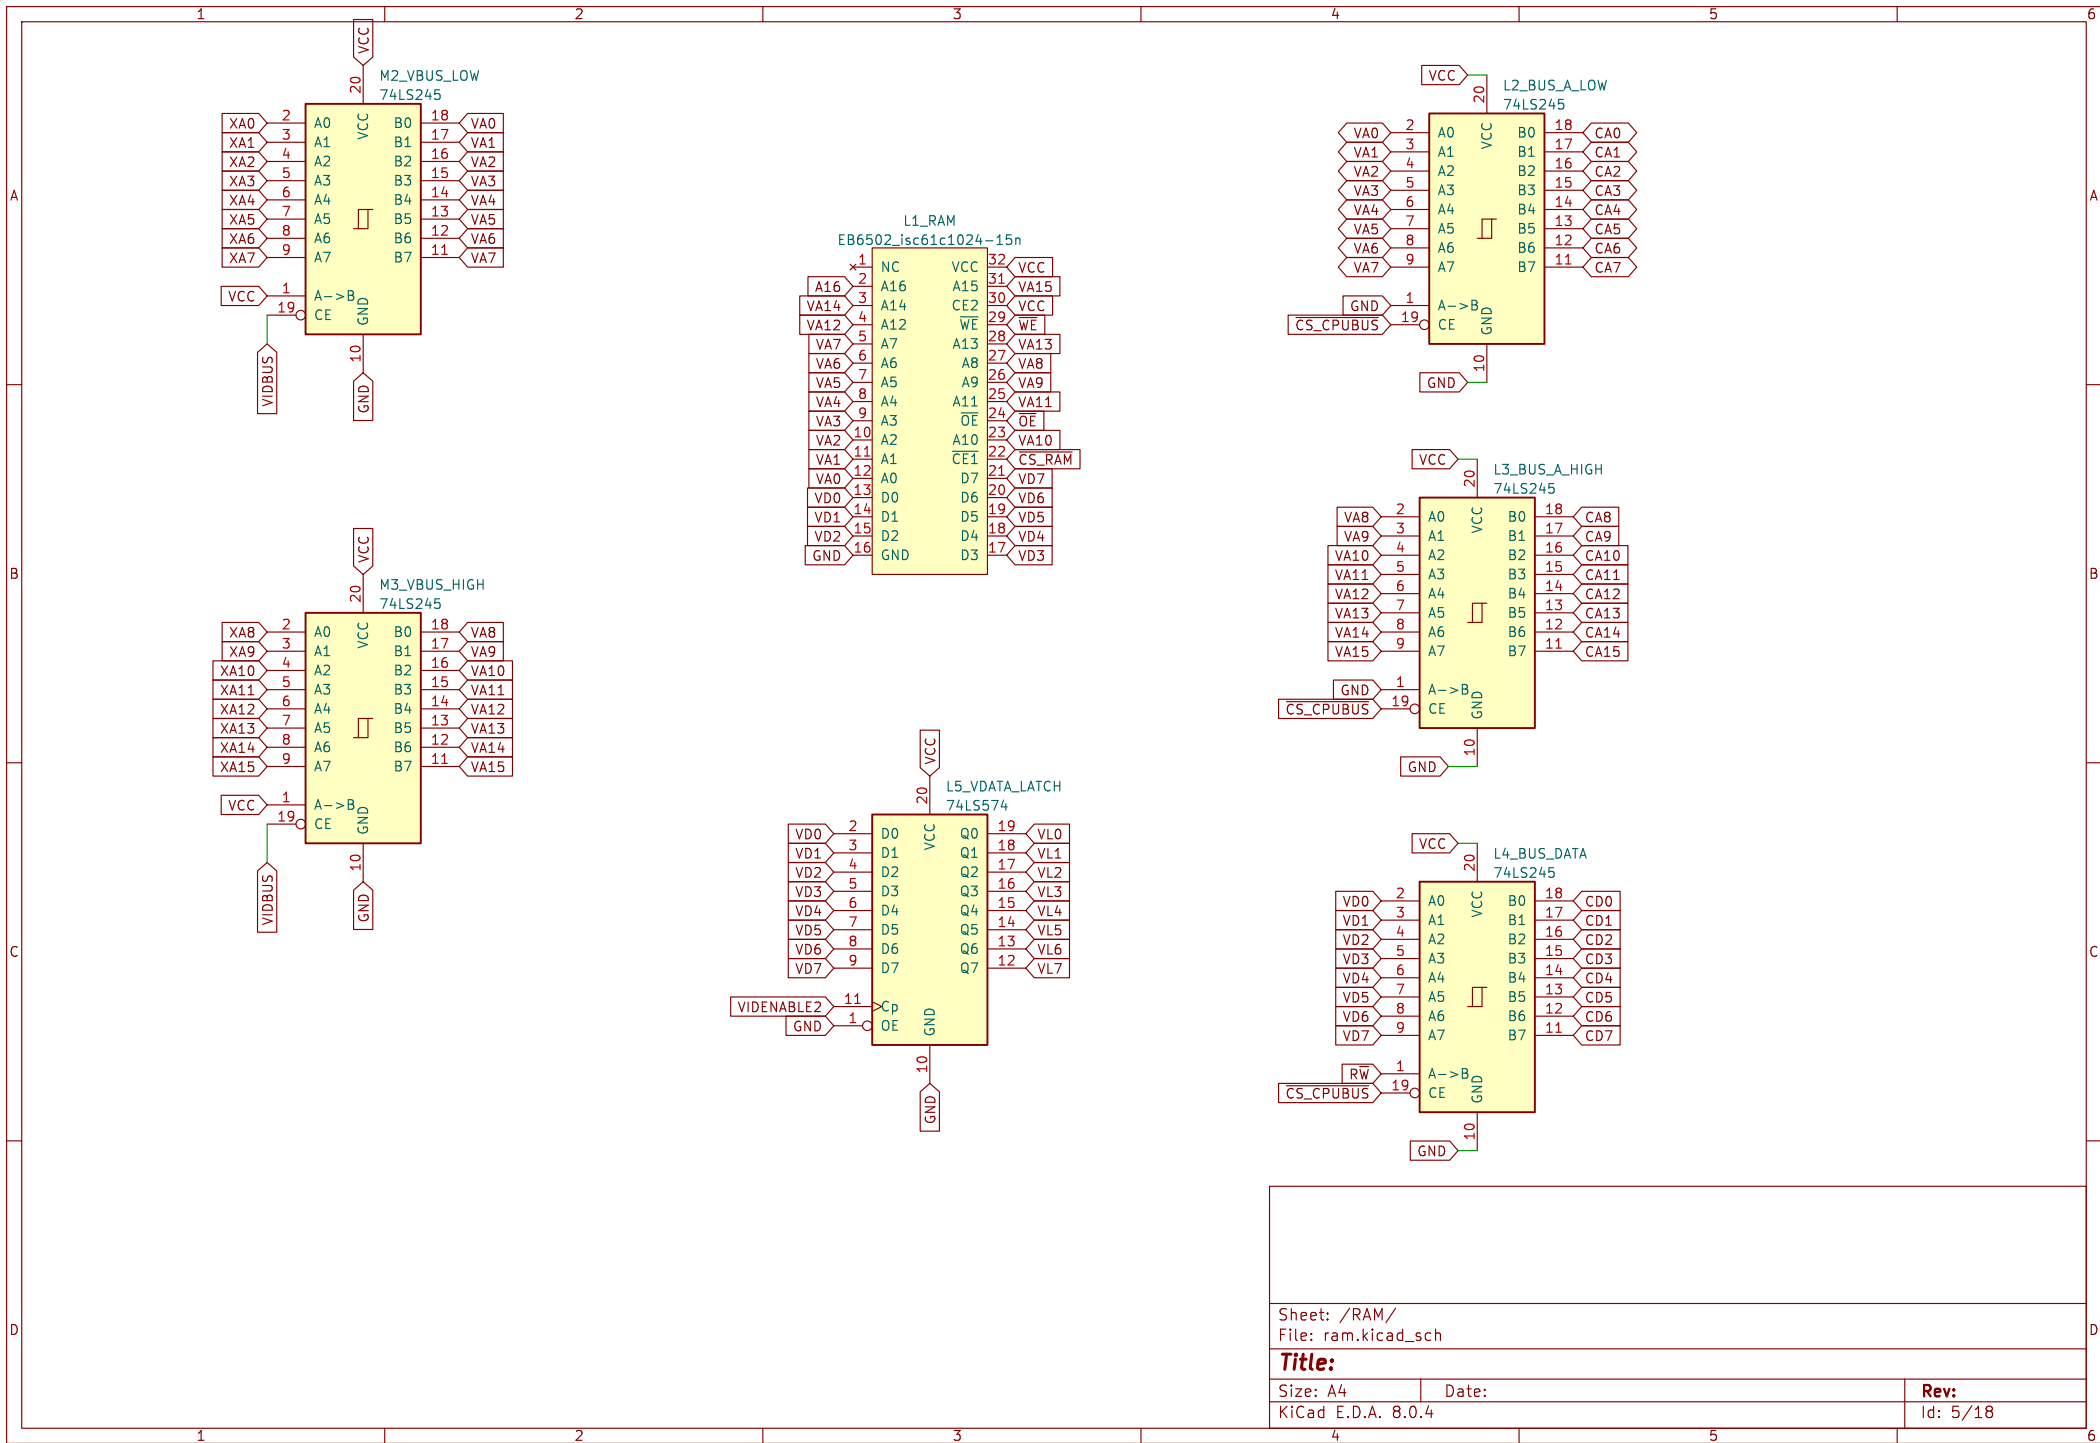 1 2 3 4 5 6
A
B
C
D
VCC
20
M2_VBUS_LOW
74LS245
XA0 2 A0 VCC B0 18 VA0
XA1 3 A1 B1 17 VA1
XA2 4 A2 B2 16 VA2
XA3 5 A3 B3 15 VA3
XA4 6 A4 B4 14 VA4
XA5 7 A5 B5 13 VA5
XA6 8 A6 B6 12 VA6
XA7 9 A7 B7 11 VA7
VCC 1 A->B
19 CE GND
VIDBUS 10
GND
VCC
20
M3_VBUS_HIGH
74LS245
XA8 2 A0 VCC B0 18 VA8
XA9 3 A1 B1 17 VA9
XA10 4 A2 B2 16 VA10
XA11 5 A3 B3 15 VA11
XA12 6 A4 B4 14 VA12
XA13 7 A5 B5 13 VA13
XA14 8 A6 B6 12 VA14
XA15 9 A7 B7 11 VA15
VCC 1 A->B
19 CE GND
VIDBUS 10
GND
L1_RAM
EB6502_isc61c1024-15n
1 NC VCC 32 VCC
A16 2 A16 A15 31 VA15
VA14 3 A14 CE2 30 VCC
VA12 4 A12 WE 29 WE
VA7 5 A7 A13 28 VA13
VA6 6 A6 A8 27 VA8
VA5 7 A5 A9 26 VA9
VA4 8 A4 A11 25 VA11
VA3 9 A3 OE 24 OE
VA2 10 A2 A10 23 VA10
VA1 11 A1 CE1 22 CS_RAM
VA0 12 A0 D7 21 VD7
VD0 13 D0 D6 20 VD6
VD1 14 D1 D5 19 VD5
VD2 15 D2 D4 18 VD4
GND 16 GND D3 17 VD3
VCC
20
L5_VDATA_LATCH
74LS574
VD0 2 D0 VCC Q0 19 VL0
VD1 3 D1 Q1 18 VL1
VD2 4 D2 Q2 17 VL2
VD3 5 D3 Q3 16 VL3
VD4 6 D4 Q4 15 VL4
VD5 7 D5 Q5 14 VL5
VD6 8 D6 Q6 13 VL6
VD7 9 D7 Q7 12 VL7
VIDENABLE2 11 Cp
GND 1 OE GND
10
GND
VCC
20
L2_BUS_A_LOW
74LS245
VA0 2 A0 VCC B0 18 CA0
VA1 3 A1 B1 17 CA1
VA2 4 A2 B2 16 CA2
VA3 5 A3 B3 15 CA3
VA4 6 A4 B4 14 CA4
VA5 7 A5 B5 13 CA5
VA6 8 A6 B6 12 CA6
VA7 9 A7 B7 11 CA7
GND 1 A->B
CS_CPUBUS 19 CE GND
10
GND
VCC
20
L3_BUS_A_HIGH
74LS245
VA8 2 A0 VCC B0 18 CA8
VA9 3 A1 B1 17 CA9
VA10 4 A2 B2 16 CA10
VA11 5 A3 B3 15 CA11
VA12 6 A4 B4 14 CA12
VA13 7 A5 B5 13 CA13
VA14 8 A6 B6 12 CA14
VA15 9 A7 B7 11 CA15
GND 1 A->B
CS_CPUBUS 19 CE GND
10
GND
VCC
20
L4_BUS_DATA
74LS245
VD0 2 A0 VCC B0 18 CD0
VD1 3 A1 B1 17 CD1
VD2 4 A2 B2 16 CD2
VD3 5 A3 B3 15 CD3
VD4 6 A4 B4 14 CD4
VD5 7 A5 B5 13 CD5
VD6 8 A6 B6 12 CD6
VD7 9 A7 B7 11 CD7
RW 1 A->B
CS_CPUBUS 19 CE GND
10
GND
A
B
C
D
Sheet: /RAM/
File: ram.kicad_sch
Title:
Size: A4 Date: Rev:
KiCad E.D.A. 8.0.4 Id: 5/18
1 2 3 4 5 6